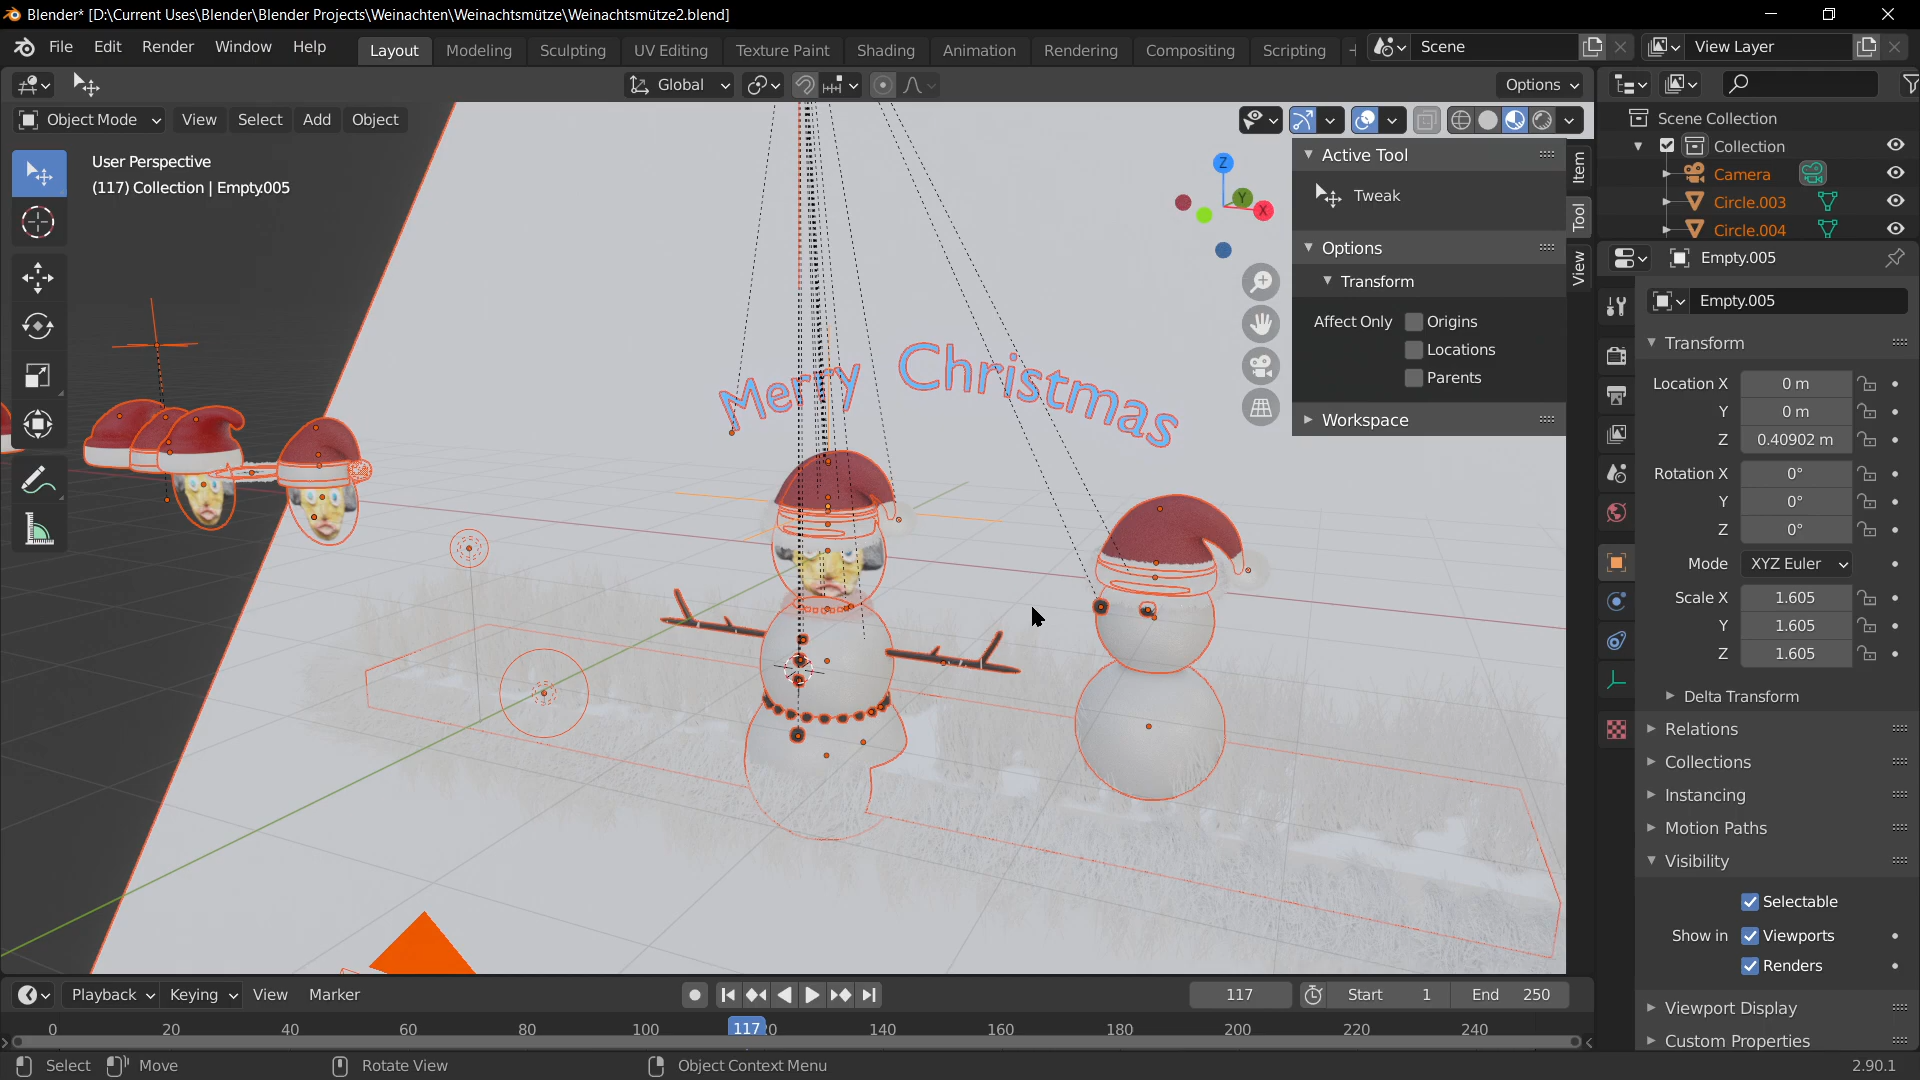 Blender* [D:\Current Uses\Blender\Blender Projects\Weinachten\Weinachtsmütze\Weinachtsmütze2.blend]
File Edit Render Window Help Layout Modeling Sculpting UV Editing Texture Paint Shading Animation Rendering Compositing Scripting Scene View Layer
Global Options
Object Mode View Select Add Object
User Perspective
(117) Collection | Empty.005
Z
Y
X
Merry Christmas
Active Tool
Tweak
Options
Transform
Affect Only Origins
Locations
Parents
Workspace
Item
Tool
View
Scene Collection
Collection
Camera
Circle.003
Circle.004
Empty.005
Empty.005
Transform
Location X 0 m
Y 0 m
Z 0.40902 m
Rotation X 0°
Y 0°
Z 0°
Mode XYZ Euler
Scale X 1.605
Y 1.605
Z 1.605
Delta Transform
Relations
Collections
Instancing
Motion Paths
Visibility
Selectable
Show in Viewports
Renders
Viewport Display
Custom Properties
Playback Keying View Marker 117 Start 1 End 250
0 20 40 60 80 100 117 140 160 180 200 220 240
Select Move Rotate View Object Context Menu 2.90.1